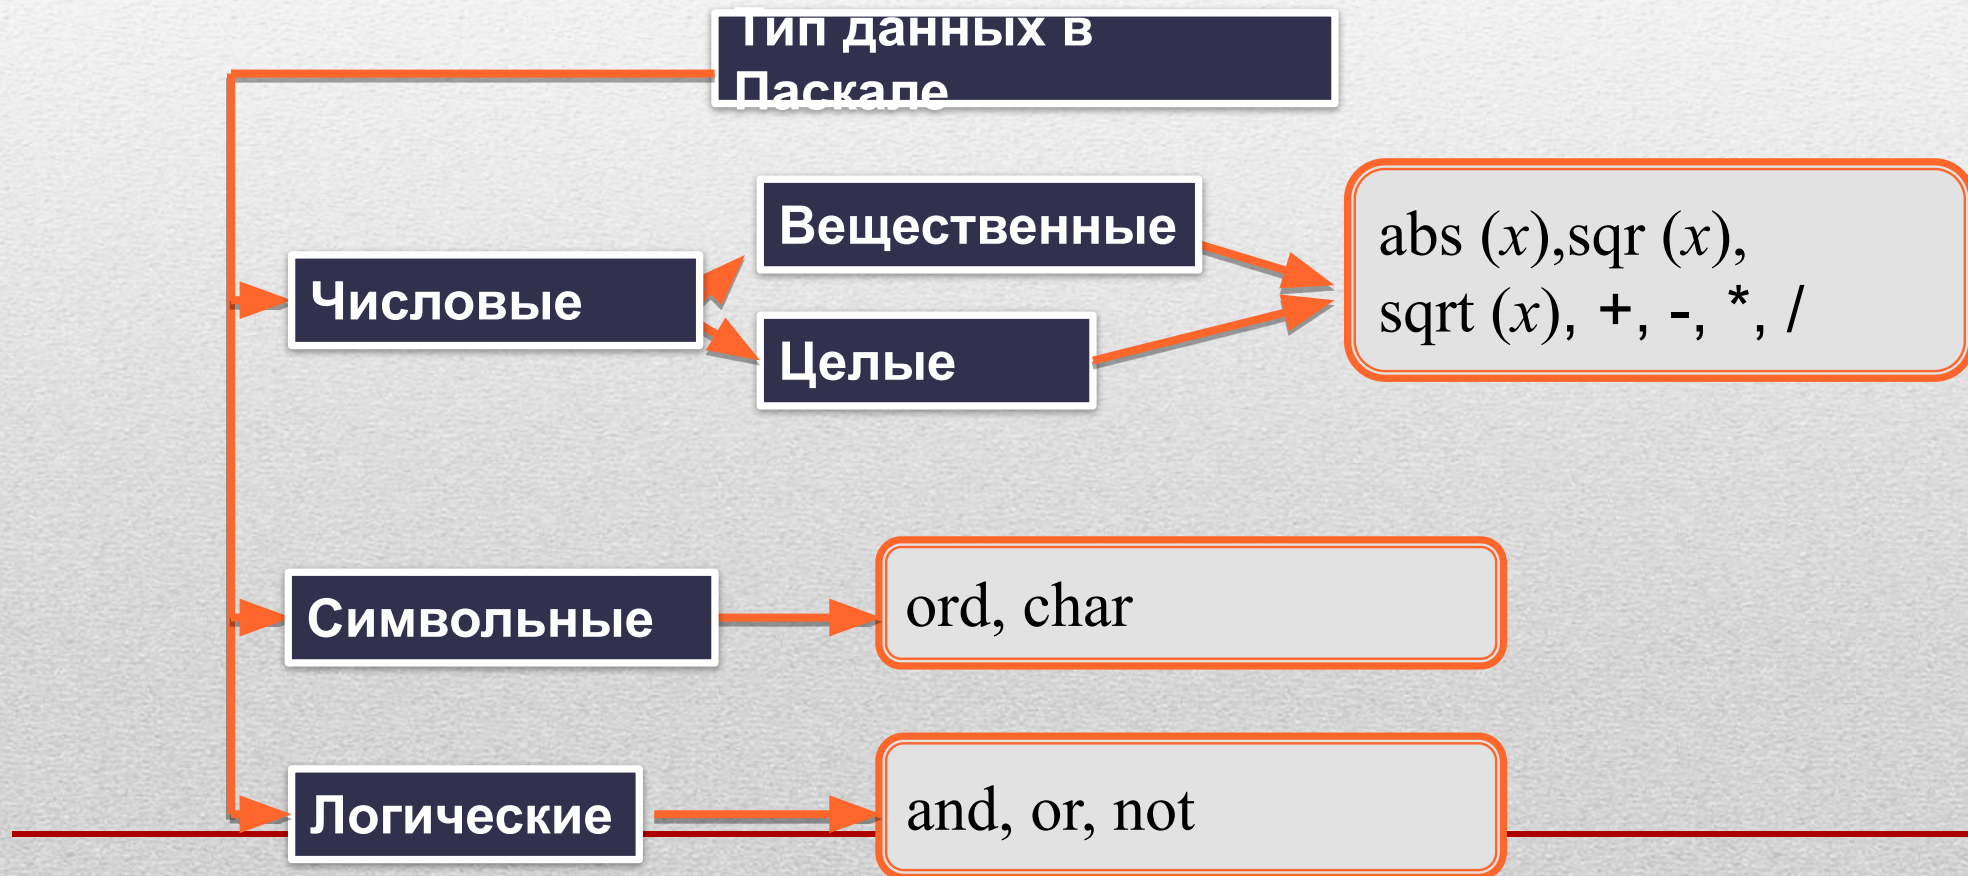 Тип данных в
Паскале
Вещественные
abs (x),sqr (x),
sqrt (x), +, -, *, /
Числовые
Целые
Символьные
ord, char
Логические
and, or, not